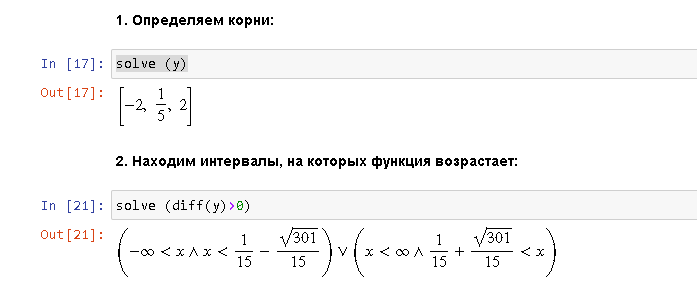 1. Определяем корни:
In [17]: solve (y)
Out[17]: [−2, 1/5, 2]
2. Находим интервалы, на которых функция возрастает:
In [21]: solve (diff(y)>0)
Out[21]: (−∞ < x ∧ x < 1/15 − √301/15) ∨ (x < ∞ ∧ 1/15 + √301/15 < x)